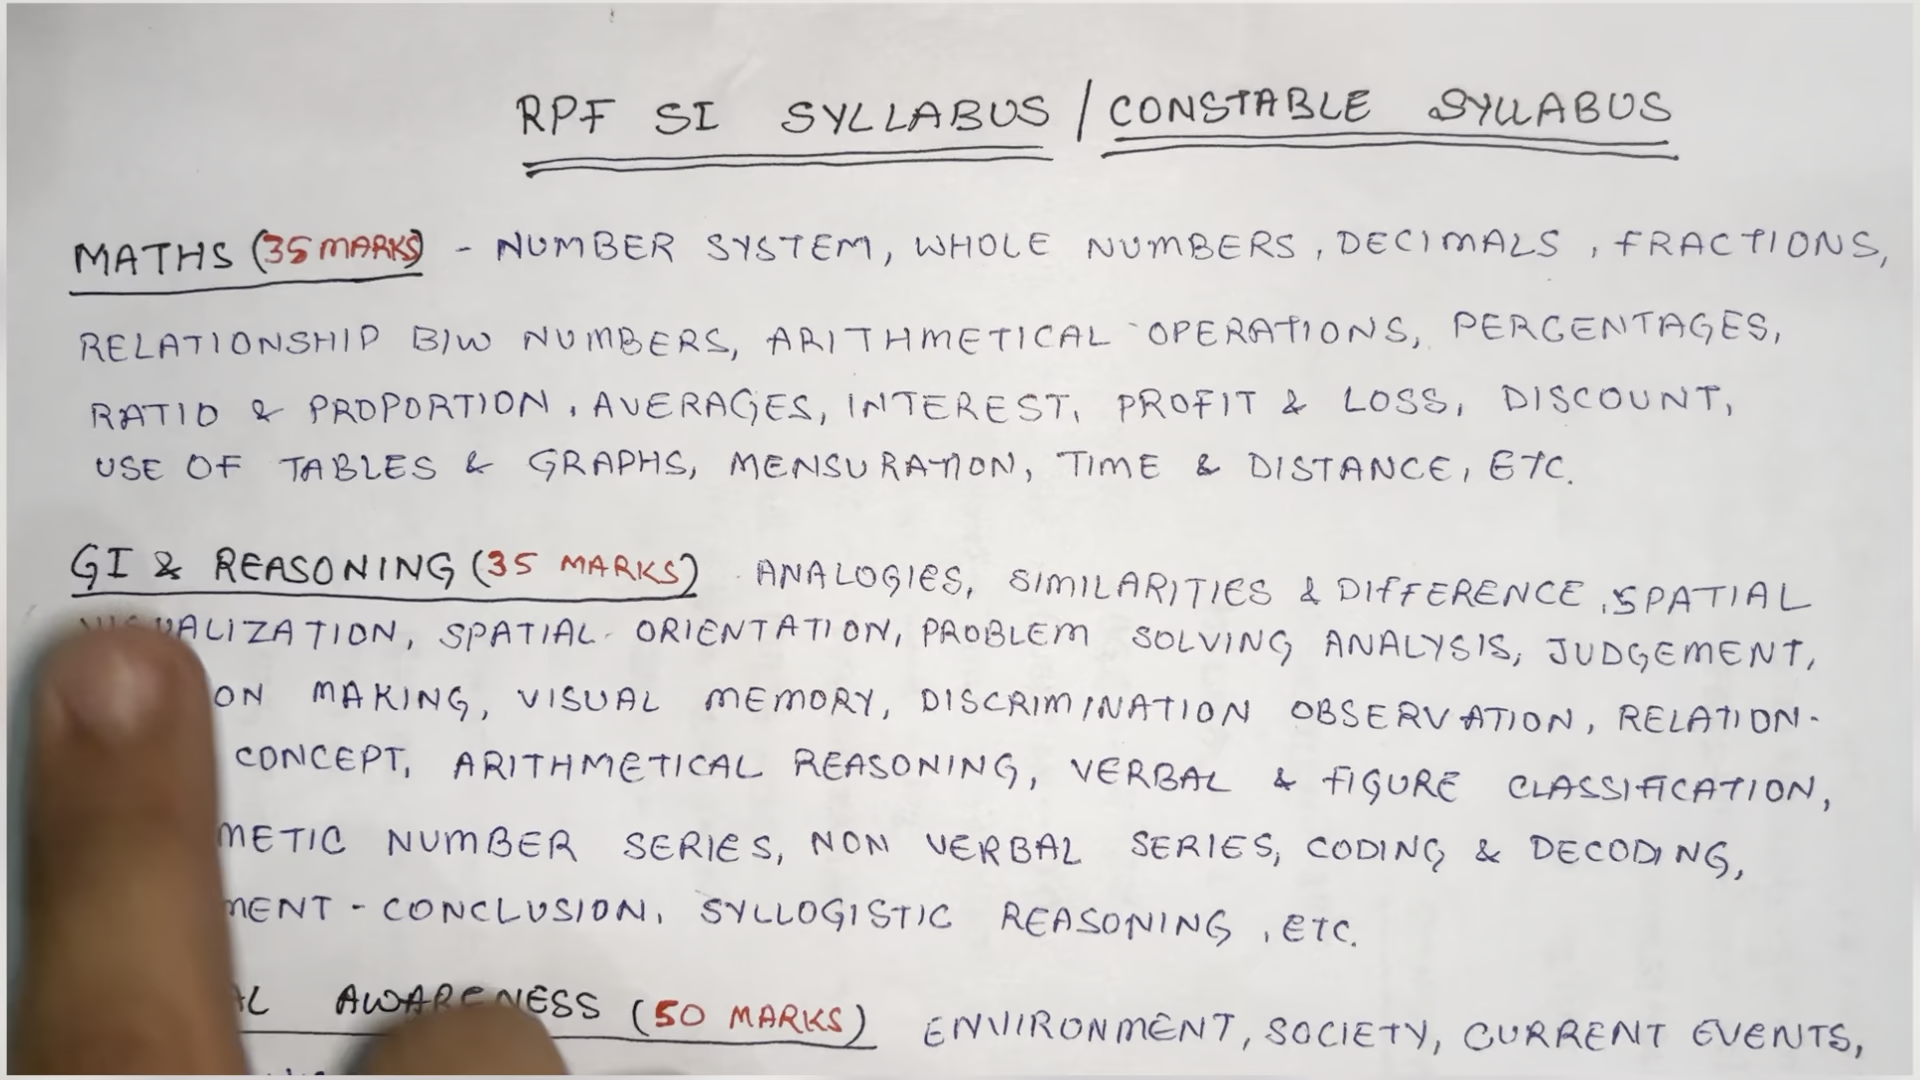 RPF SI SYLLABUS / CONSTABLE SYLLABUS
MATHS (35 MARKS) - NUMBER SYSTEM, WHOLE NUMBERS, DECIMALS, FRACTIONS,
RELATIONSHIP B/W NUMBERS, ARITHMETICAL OPERATIONS, PERCENTAGES,
RATIO & PROPORTION, AVERAGES, INTEREST, PROFIT & LOSS, DISCOUNT,
USE OF TABLES & GRAPHS, MENSURATION, TIME & DISTANCE, ETC.
GI & REASONING (35 MARKS) ANALOGIES, SIMILARITIES & DIFFERENCE, SPATIAL
VISUALIZATION, SPATIAL ORIENTATION, PROBLEM SOLVING ANALYSIS, JUDGEMENT,
ON MAKING, VISUAL MEMORY, DISCRIMINATION OBSERVATION, RELATION-
CONCEPT, ARITHMETICAL REASONING, VERBAL & FIGURE CLASSIFICATION,
METIC NUMBER SERIES, NON VERBAL SERIES, CODING & DECODING,
MENT - CONCLUSION, SYLLOGISTIC REASONING, ETC.
AL AWARENESS (50 MARKS) ENVIRONMENT, SOCIETY, CURRENT EVENTS,